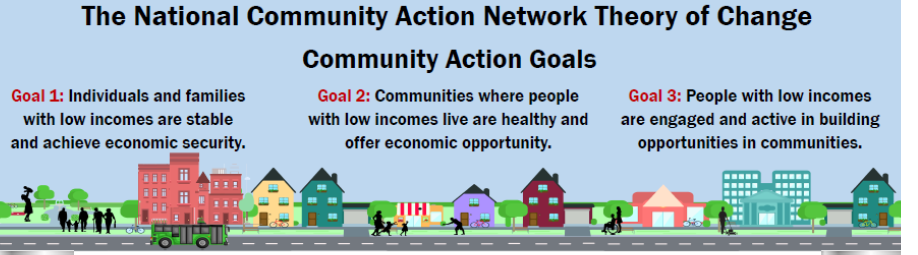 The National Community Action Network Theory of Change
Community Action Goals
Goal 1: Individuals and families
with low incomes are stable
and achieve economic security.
Goal 2: Communities where people
with low incomes live are healthy and
offer economic opportunity.
Goal 3: People with low incomes
are engaged and active in building
opportunities in communities.